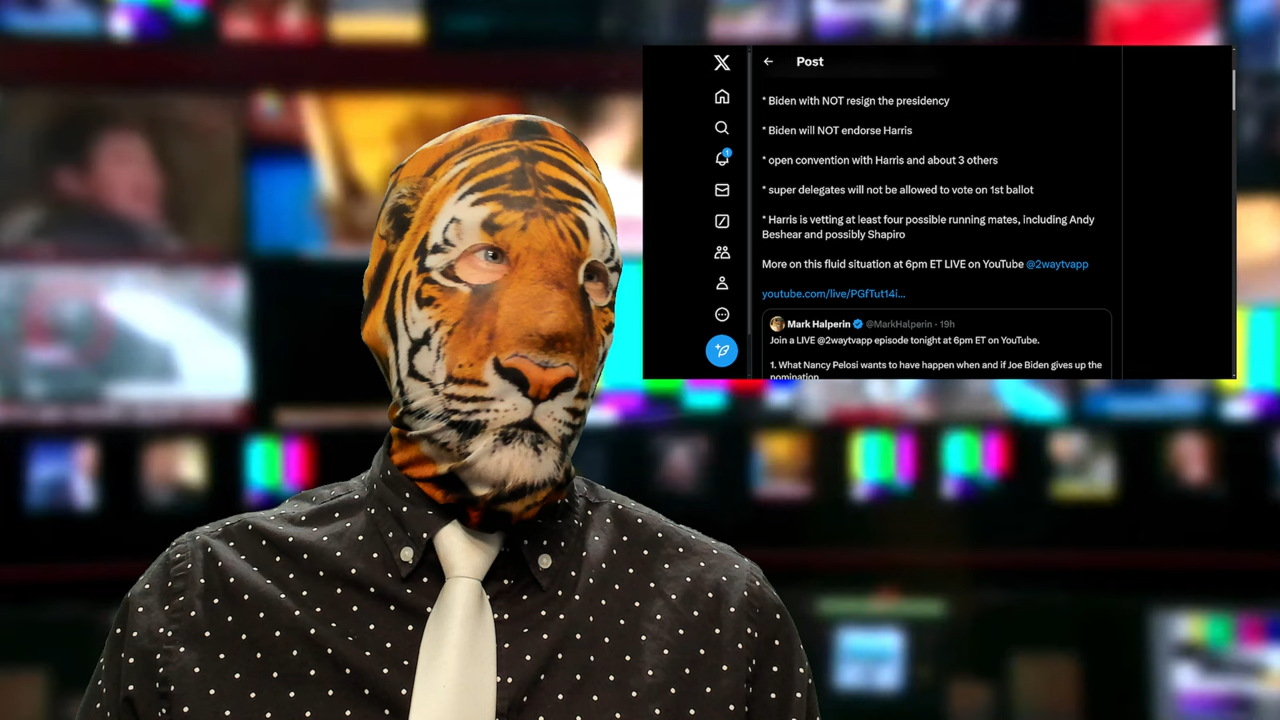 X
Post
* Biden with NOT resign the presidency
* Biden will NOT endorse Harris
* open convention with Harris and about 3 others
* super delegates will not be allowed to vote on 1st ballot
* Harris is vetting at least four possible running mates, including Andy
Beshear and possibly Shapiro
More on this fluid situation at 6pm ET LIVE on YouTube @2waytvapp
youtube.com/live/PGfTut14i...
1
Mark Halperin @MarkHalperin · 19h
Join a LIVE @2waytvapp episode tonight at 6pm ET on YouTube.
1. What Nancy Pelosi wants to have happen when and if Joe Biden gives up the
nomination